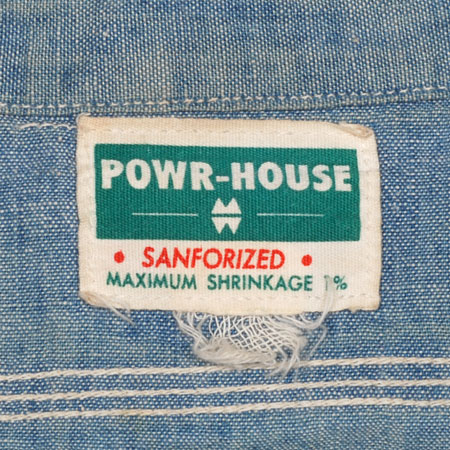 POWR-HOUSE
• SANFORIZED •
MAXIMUM SHRINKAGE 1%